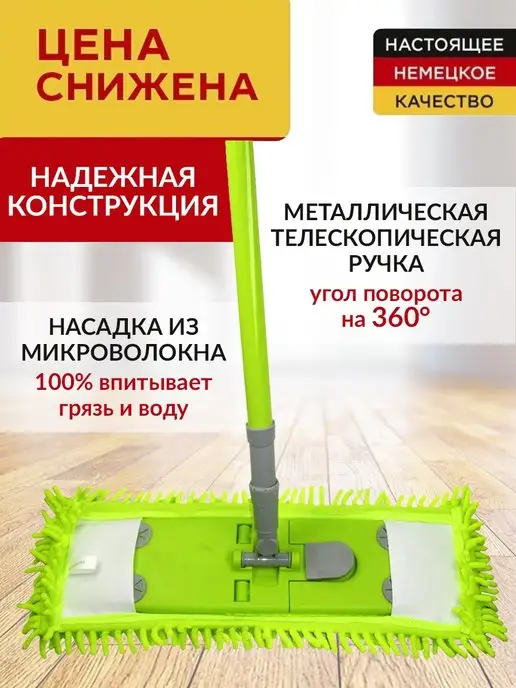 ЦЕНА
СНИЖЕНА
НАСТОЯЩЕЕ
НЕМЕЦКОЕ
КАЧЕСТВО
НАДЕЖНАЯ
КОНСТРУКЦИЯ
МЕТАЛЛИЧЕСКАЯ
ТЕЛЕСКОПИЧЕСКАЯ
РУЧКА
угол поворота
на 360°
НАСАДКА ИЗ
МИКРОВОЛОКНА
100% впитывает
грязь и воду